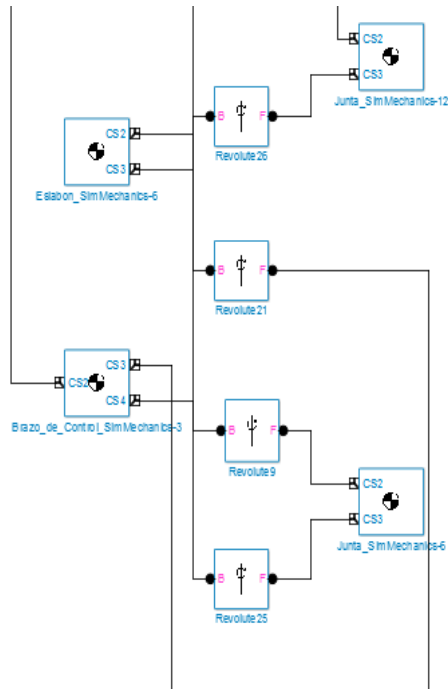 CS2
CS3
Junta_SimMechanics-12
B F
Revolute26
CS2
CS3
Eslabon_SimMechanics-6
B F
Revolute21
CS3
CS2
CS4
Brazo_de_Control_SimMechanics-3
B F
Revolute9
CS2
CS3
Junta_SimMechanics-6
B F
Revolute25